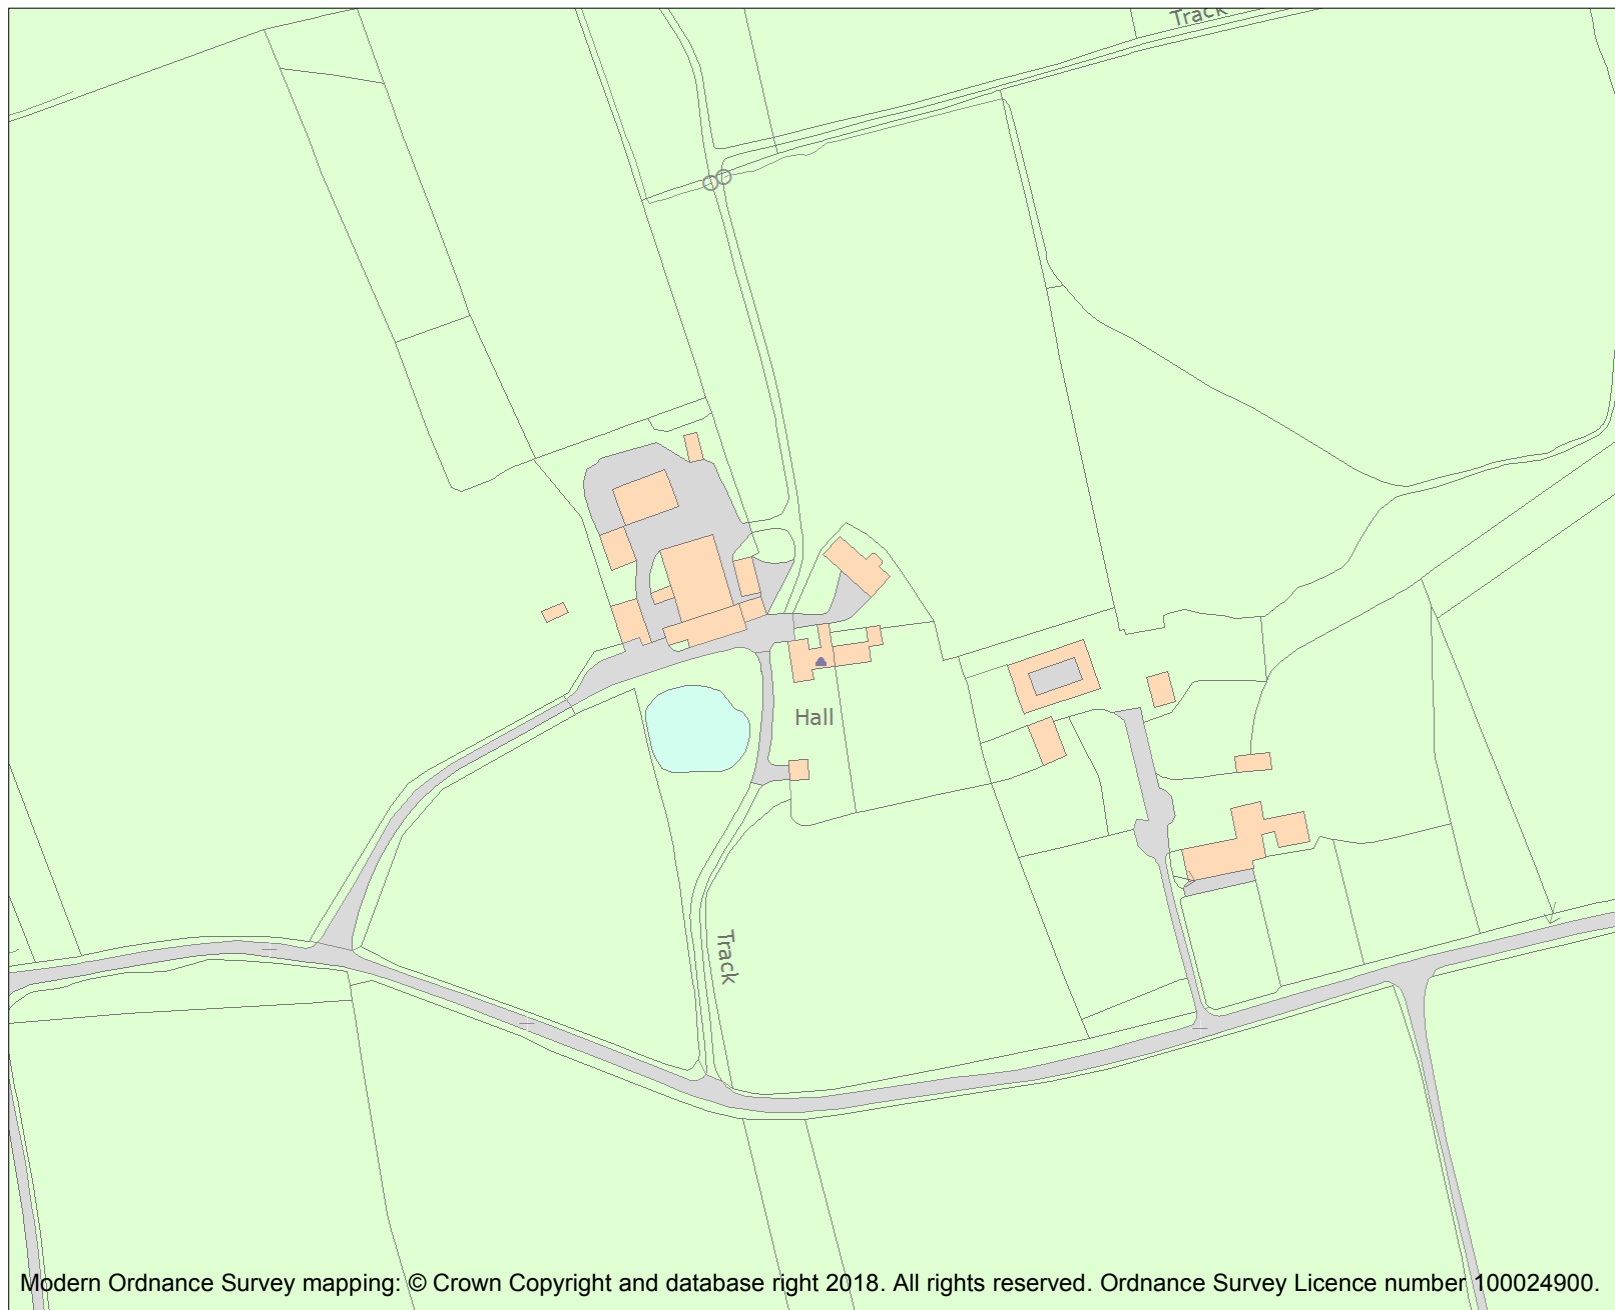 Track
Hall
Track
Modern Ordnance Survey mapping: © Crown Copyright and database right 2018. All rights reserved. Ordnance Survey Licence number 100024900.